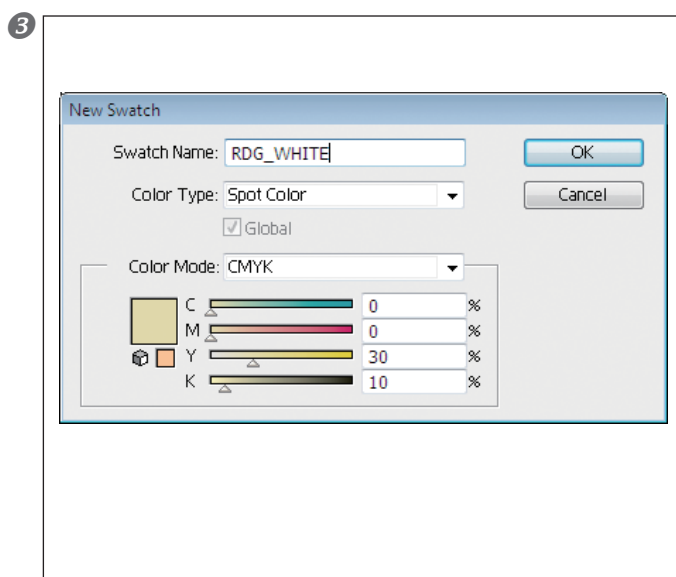 3
New Swatch
Swatch Name: RDG_WHITE OK
Color Type: Spot Color Cancel
Global
Color Mode: CMYK
C 0 %
M 0 %
Y 30 %
K 10 %